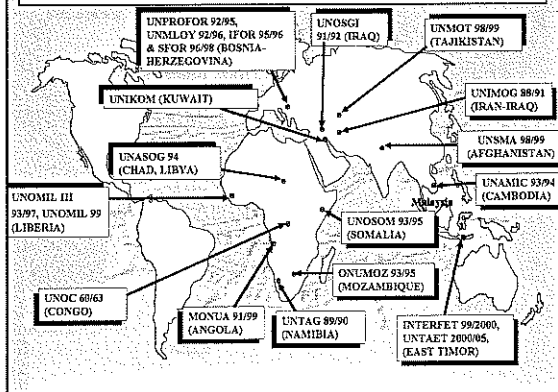 UNPROFOR 92/95,
UNMLOY 92/96, IFOR 95/96
& SFOR 96/98 (BOSNIA-
HERZEGOVINA)
UNOSGI
91/92 (IRAQ)
UNMOT 98/99
(TAJIKISTAN)
UNIKOM (KUWAIT)
UNIMOG 88/91
(IRAN-IRAQ)
UNSMA 98/99
(AFGHANISTAN)
UNASOG 94
(CHAD, LIBYA)
UNAMIC 93/94
(CAMBODIA)
Malaysia
UNOMIL III
93/97, UNOMIL 99
(LIBERIA)
UNOSOM 93/95
(SOMALIA)
ONUMOZ 93/95
(MOZAMBIQUE)
UNOC 60/63
(CONGO)
MONUA 91/99
(ANGOLA)
UNTAG 89/90
(NAMIBIA)
INTERFET 99/2000,
UNTAET 2000/05,
(EAST TIMOR)